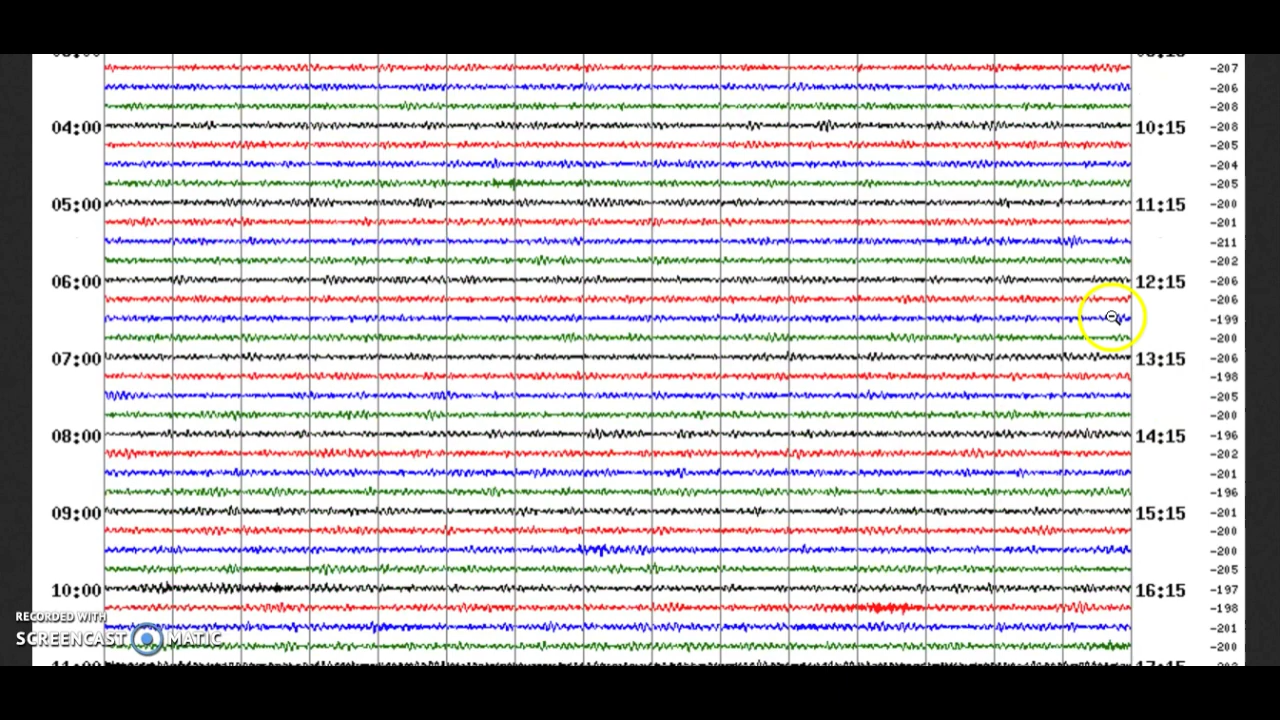 -207
-206
-208
04:00 10:15 -208
-205
-204
-205
05:00 11:15 -200
-201
-211
-202
06:00 12:15 -206
-206
-199
-200
07:00 13:15 -206
-198
-205
-200
08:00 14:15 -196
-202
-201
-196
09:00 15:15 -201
-200
-200
-205
10:00 16:15 -197
-198
-201
-200
RECORDED WITH
SCREENCAST MATIC